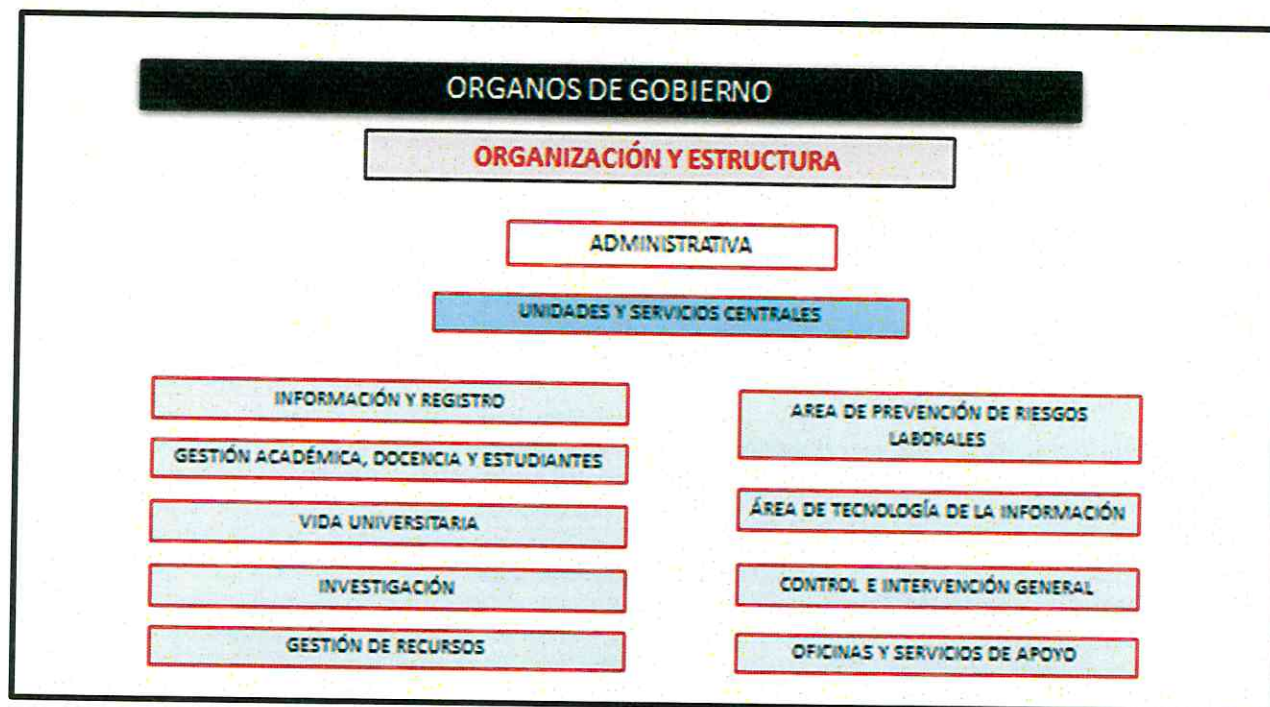 ORGANOS DE GOBIERNO
ORGANIZACIÓN Y ESTRUCTURA
ADMINISTRATIVA
UNIDADES Y SERVICIOS CENTRALES
INFORMACIÓN Y REGISTRO
GESTIÓN ACADÉMICA, DOCENCIA Y ESTUDIANTES
VIDA UNIVERSITARIA
INVESTIGACIÓN
GESTIÓN DE RECURSOS
AREA DE PREVENCIÓN DE RIESGOS
LABORALES
ÁREA DE TECNOLOGÍA DE LA INFORMACIÓN
CONTROL E INTERVENCIÓN GENERAL
OFICINAS Y SERVICIOS DE APOYO